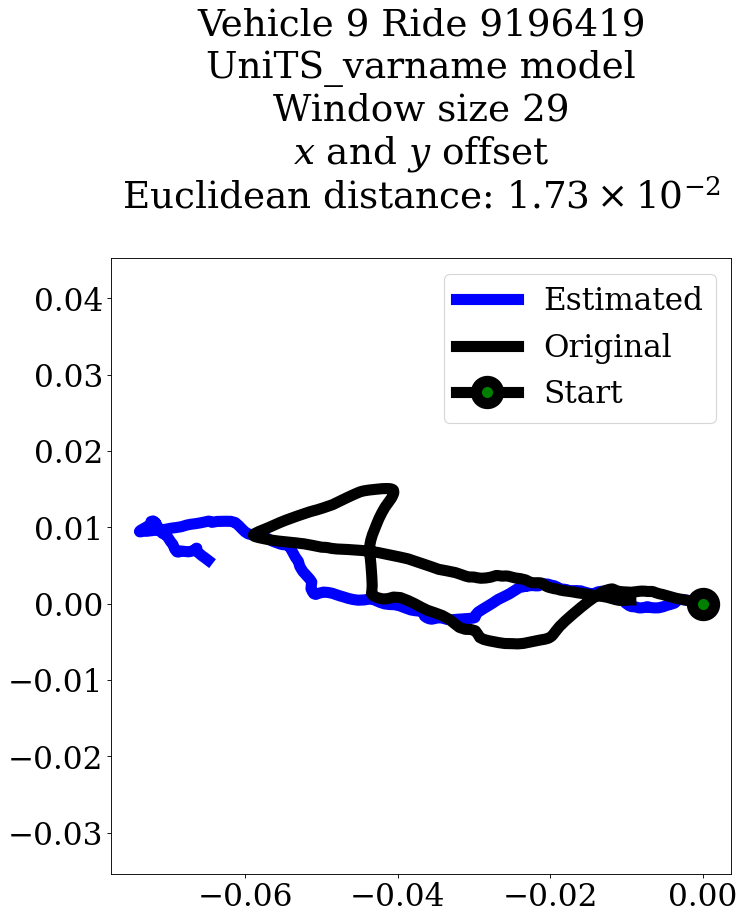 Vehicle 9 Ride 9196419
UniTS_varname model
Window size 29
x and y offset
Euclidean distance: 1.73 × 10⁻²
Estimated
Original
Start
0.04
0.03
0.02
0.01
0.00
−0.01
−0.02
−0.03
−0.06 −0.04 −0.02 0.00